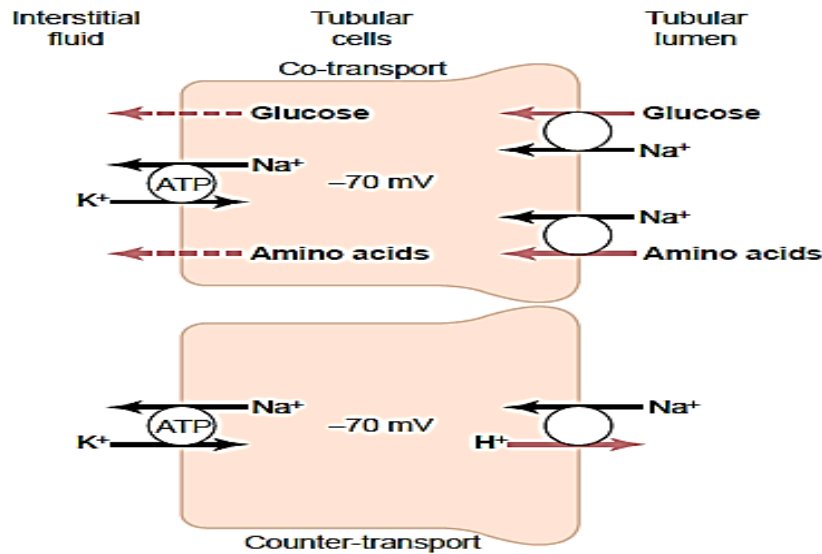 Interstitial
fluid
Tubular
cells
Tubular
lumen
Co-transport
Glucose
Glucose
Na⁺
Na⁺
ATP
–70 mV
K⁺
Na⁺
Amino acids
Amino acids
Na⁺
Na⁺
ATP
–70 mV
K⁺
H⁺
Counter-transport